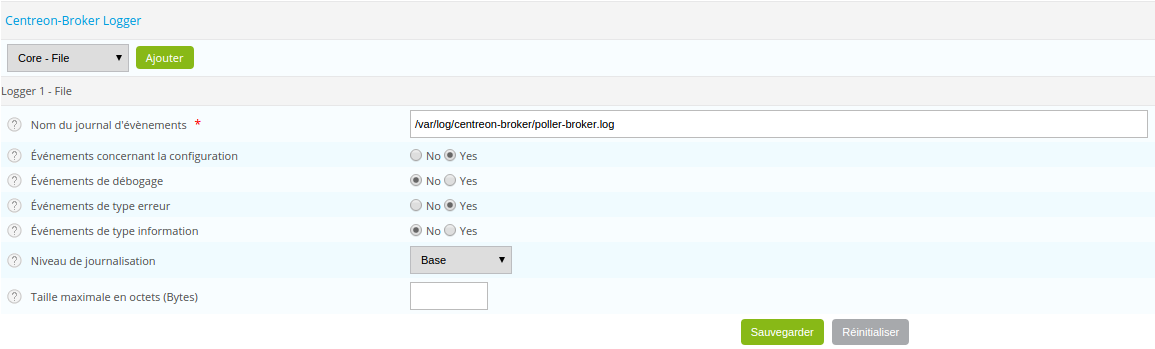 Centreon-Broker Logger
Core - File Ajouter
Logger 1 - File
? Nom du journal d'évènements * /var/log/centreon-broker/poller-broker.log
? Événements concernant la configuration No Yes
? Événements de débogage No Yes
? Événements de type erreur No Yes
? Événements de type information No Yes
? Niveau de journalisation Base
? Taille maximale en octets (Bytes)
Sauvegarder Réinitialiser